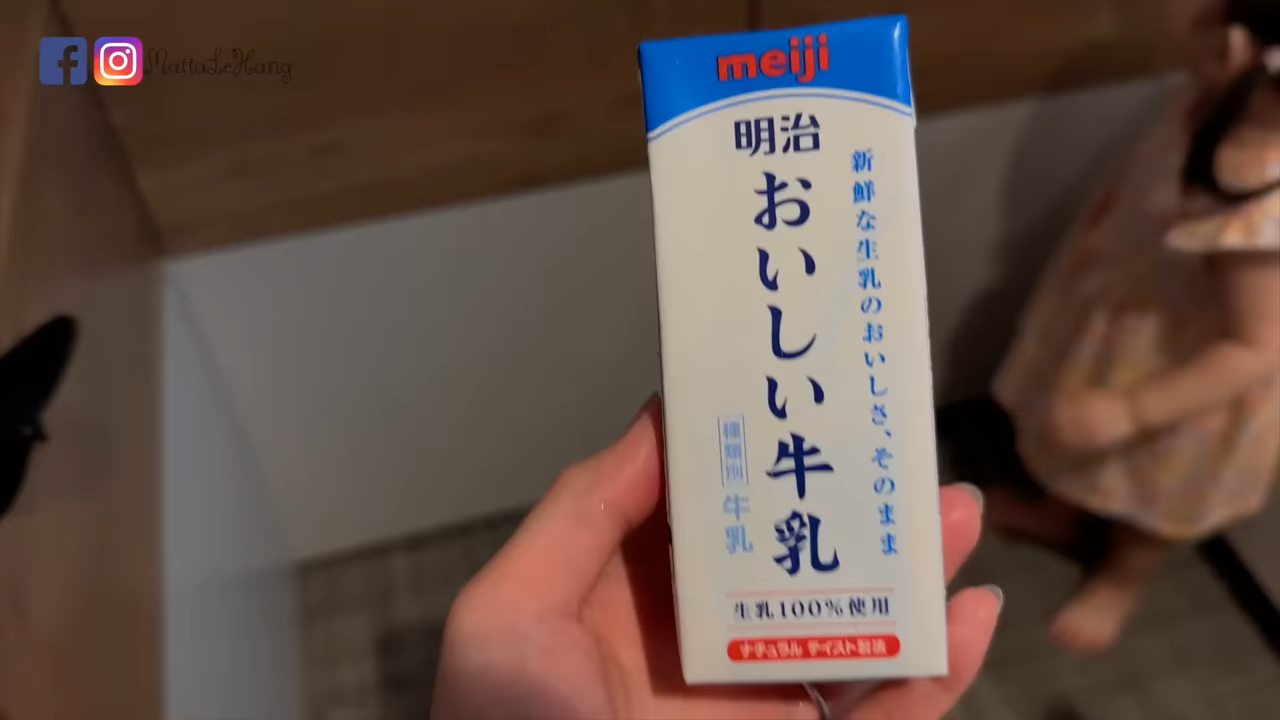 MattaLeHang
meiji
明治
おいしい牛乳
新鮮な生乳のおいしさ、そのまま
種類別 牛乳
生乳100%使用
ナチュラル テイスト製法